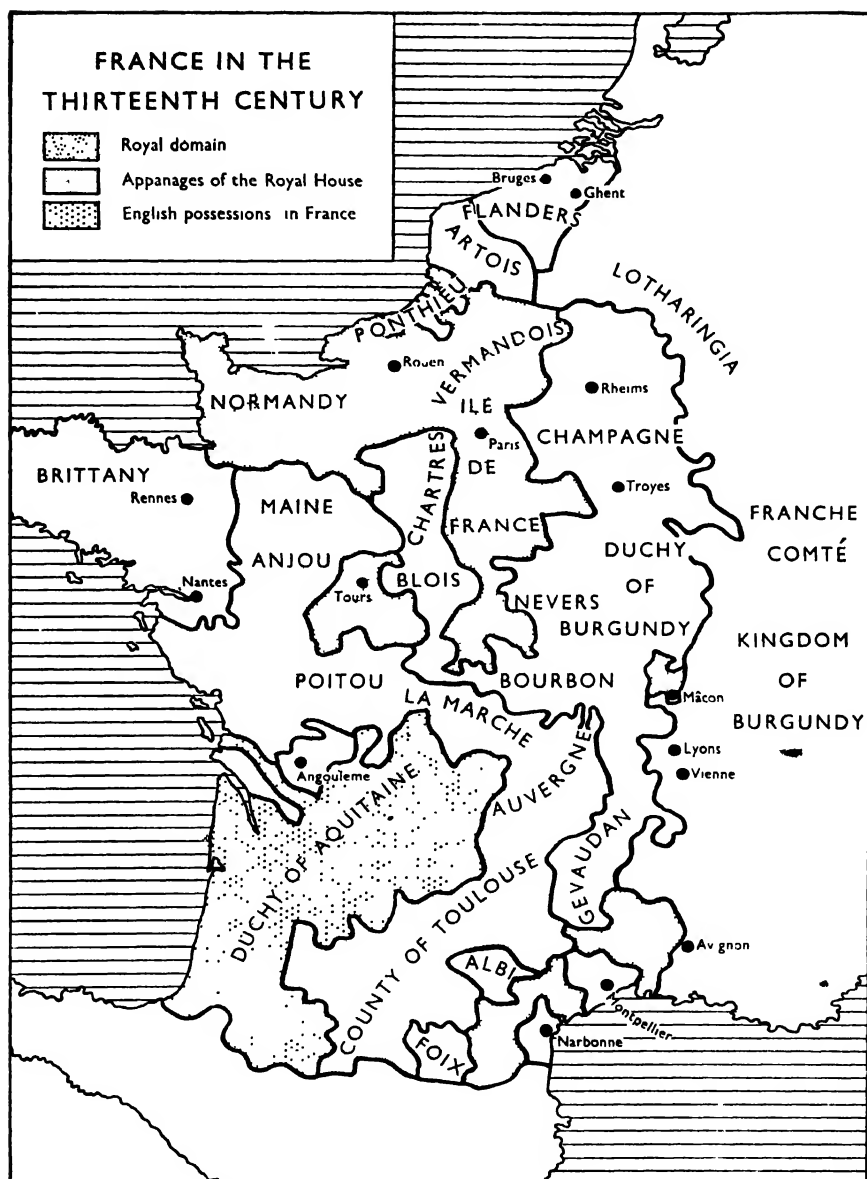 FRANCE IN THE
THIRTEENTH CENTURY
Royal domain
Appanages of the Royal House
English possessions in France
Bruges
Ghent
FLANDERS
ARTOIS
LOTHARINGIA
PONTHIEU
VERMANDOIS
Rouen
Rheims
NORMANDY
ILE
Paris
CHAMPAGNE
BRITTANY
DE
CHARTRES
Troyes
Rennes
MAINE
FRANCE
FRANCHE
COMTÉ
ANJOU
DUCHY
OF
BURGUNDY
BLOIS
Tours
Nantes
NEVERS
KINGDOM
OF
BURGUNDY
POITOU
BOURBON
Mâcon
LA MARCHE
Lyons
Vienne
Angouleme
AUVERGNE
DUCHY OF AQUITAINE
GEVAUDAN
COUNTY OF TOULOUSE
Avignon
ALBI
Montpellier
Narbonne
FOIX